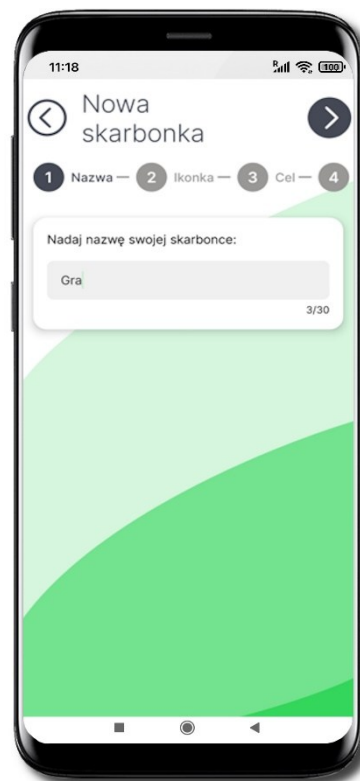 11:18
R
100
Nowa
skarbonka
1 Nazwa — 2 Ikonka — 3 Cel — 4
Nadaj nazwę swojej skarbonce:
Gra
3/30